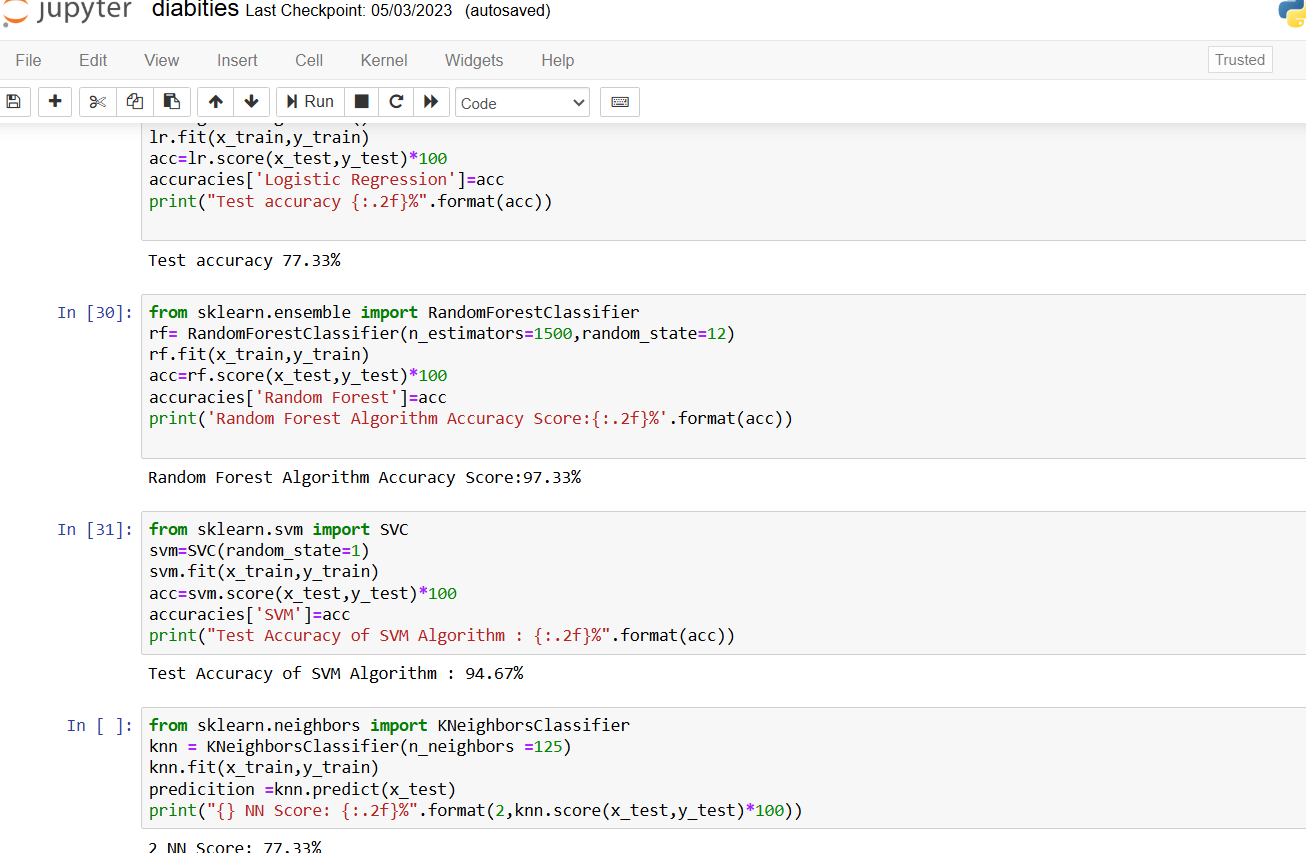 jupyter diabities Last Checkpoint: 05/03/2023 (autosaved)
File Edit View Insert Cell Kernel Widgets Help Trusted
Run Code
lr.fit(x_train,y_train)
acc=lr.score(x_test,y_test)*100
accuracies['Logistic Regression']=acc
print("Test accuracy {:.2f}%".format(acc))
Test accuracy 77.33%
In [30]: from sklearn.ensemble import RandomForestClassifier
rf= RandomForestClassifier(n_estimators=1500,random_state=12)
rf.fit(x_train,y_train)
acc=rf.score(x_test,y_test)*100
accuracies['Random Forest']=acc
print('Random Forest Algorithm Accuracy Score:{:.2f}%'.format(acc))
Random Forest Algorithm Accuracy Score:97.33%
In [31]: from sklearn.svm import SVC
svm=SVC(random_state=1)
svm.fit(x_train,y_train)
acc=svm.score(x_test,y_test)*100
accuracies['SVM']=acc
print("Test Accuracy of SVM Algorithm : {:.2f}%".format(acc))
Test Accuracy of SVM Algorithm : 94.67%
In [ ]: from sklearn.neighbors import KNeighborsClassifier
knn = KNeighborsClassifier(n_neighbors =125)
knn.fit(x_train,y_train)
predicition =knn.predict(x_test)
print("{} NN Score: {:.2f}%".format(2,knn.score(x_test,y_test)*100))
2 NN Score: 77.33%